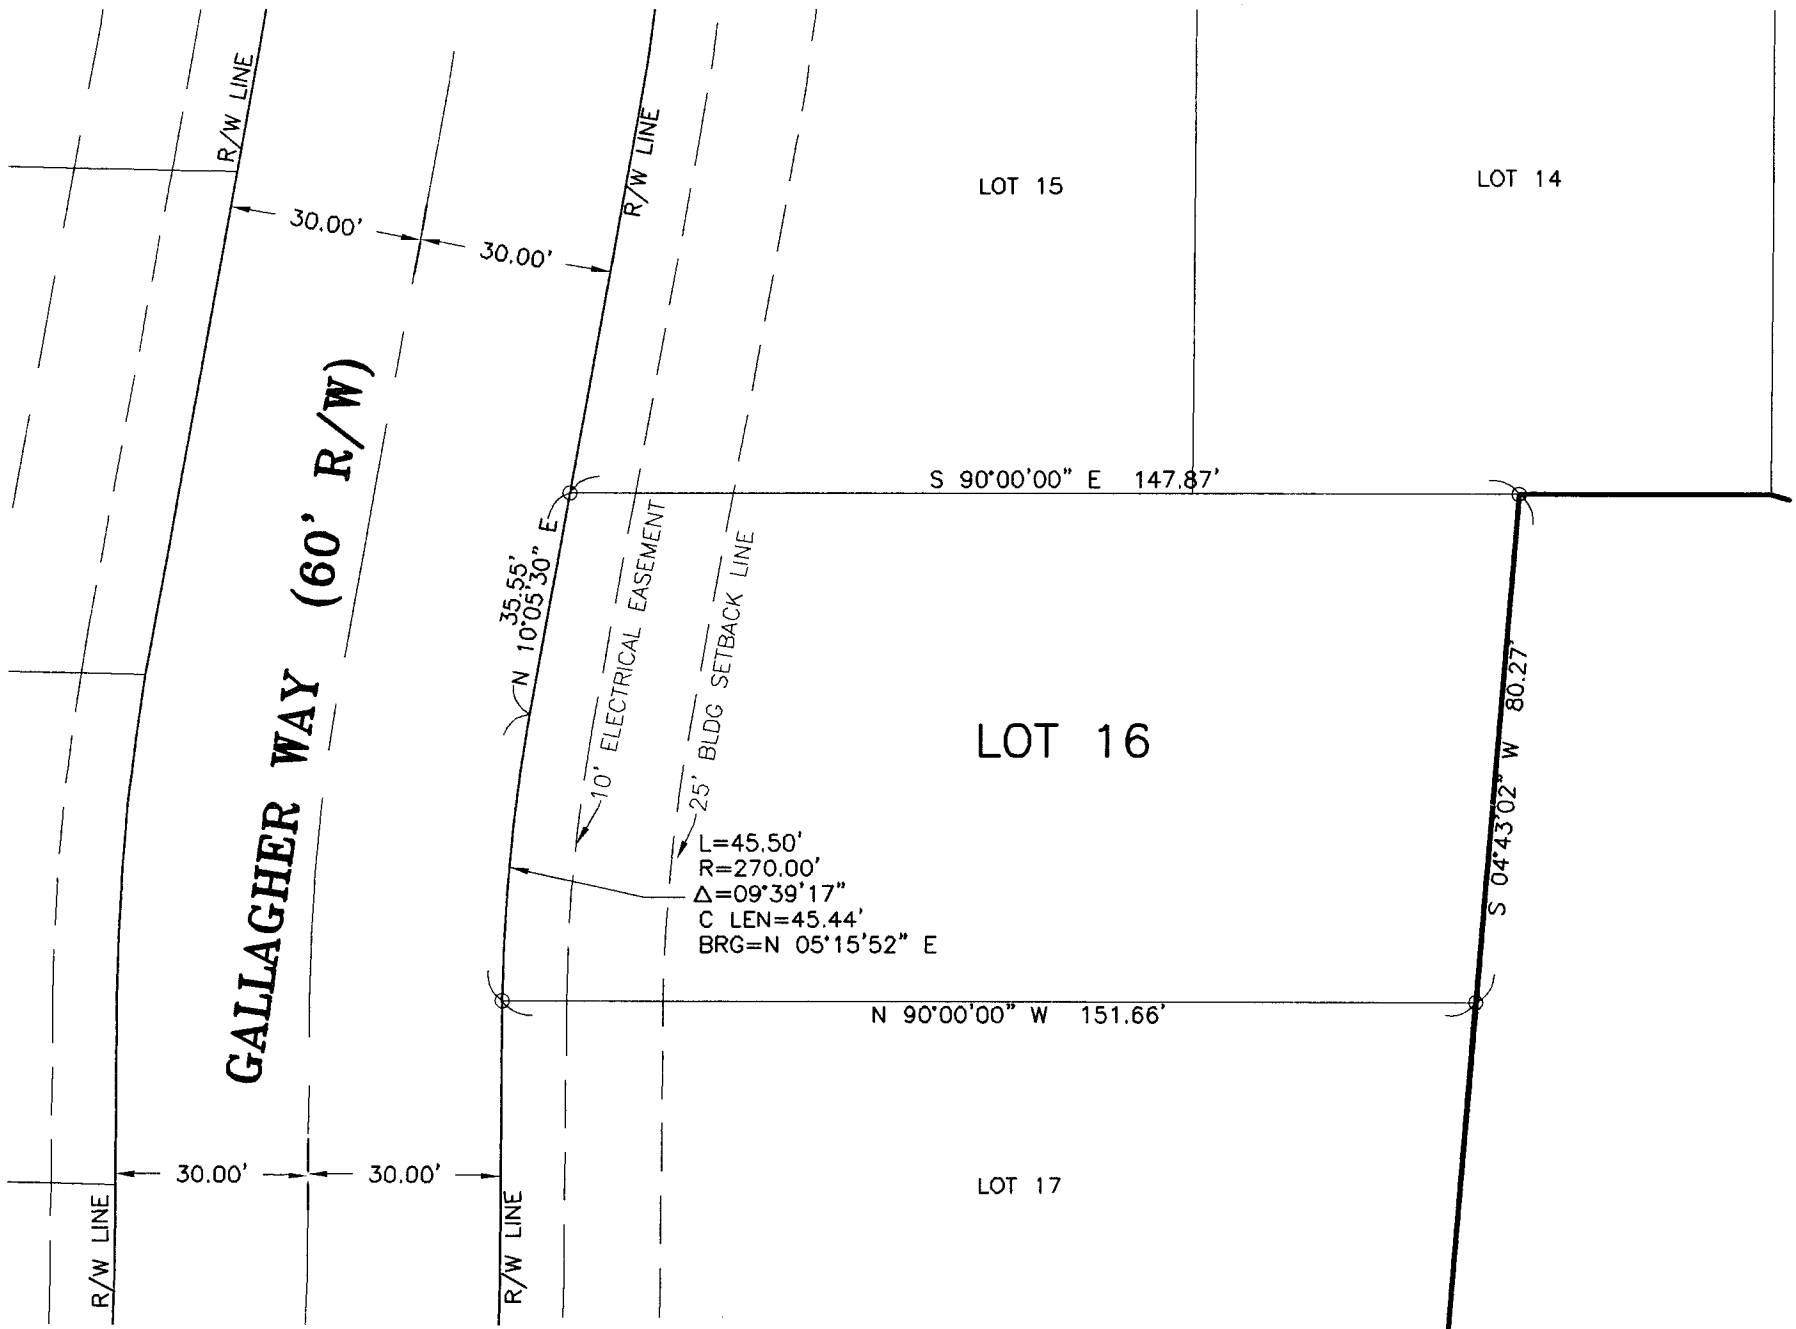 R/W LINE
R/W LINE
LOT 15
LOT 14
30.00'
30.00'
GALLAGHER WAY (60' R/W)
S 90°00'00" E 147.87'
35.55'
N 10°05'30" E
10' ELECTRICAL EASEMENT
25' BLDG SETBACK LINE
LOT 16
S 04°43'02" W 80.27'
L=45.50'
R=270.00'
Δ=09°39'17"
C LEN=45.44'
BRG=N 05°15'52" E
N 90°00'00" W 151.66'
30.00'
30.00'
LOT 17
R/W LINE
R/W LINE